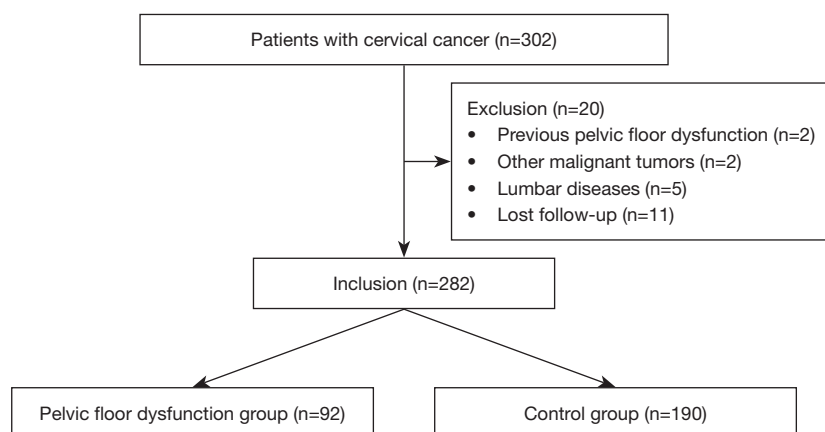 Patients with cervical cancer (n=302)
Exclusion (n=20)
• Previous pelvic floor dysfunction (n=2)
• Other malignant tumors (n=2)
• Lumbar diseases (n=5)
• Lost follow-up (n=11)
Inclusion (n=282)
Pelvic floor dysfunction group (n=92)
Control group (n=190)